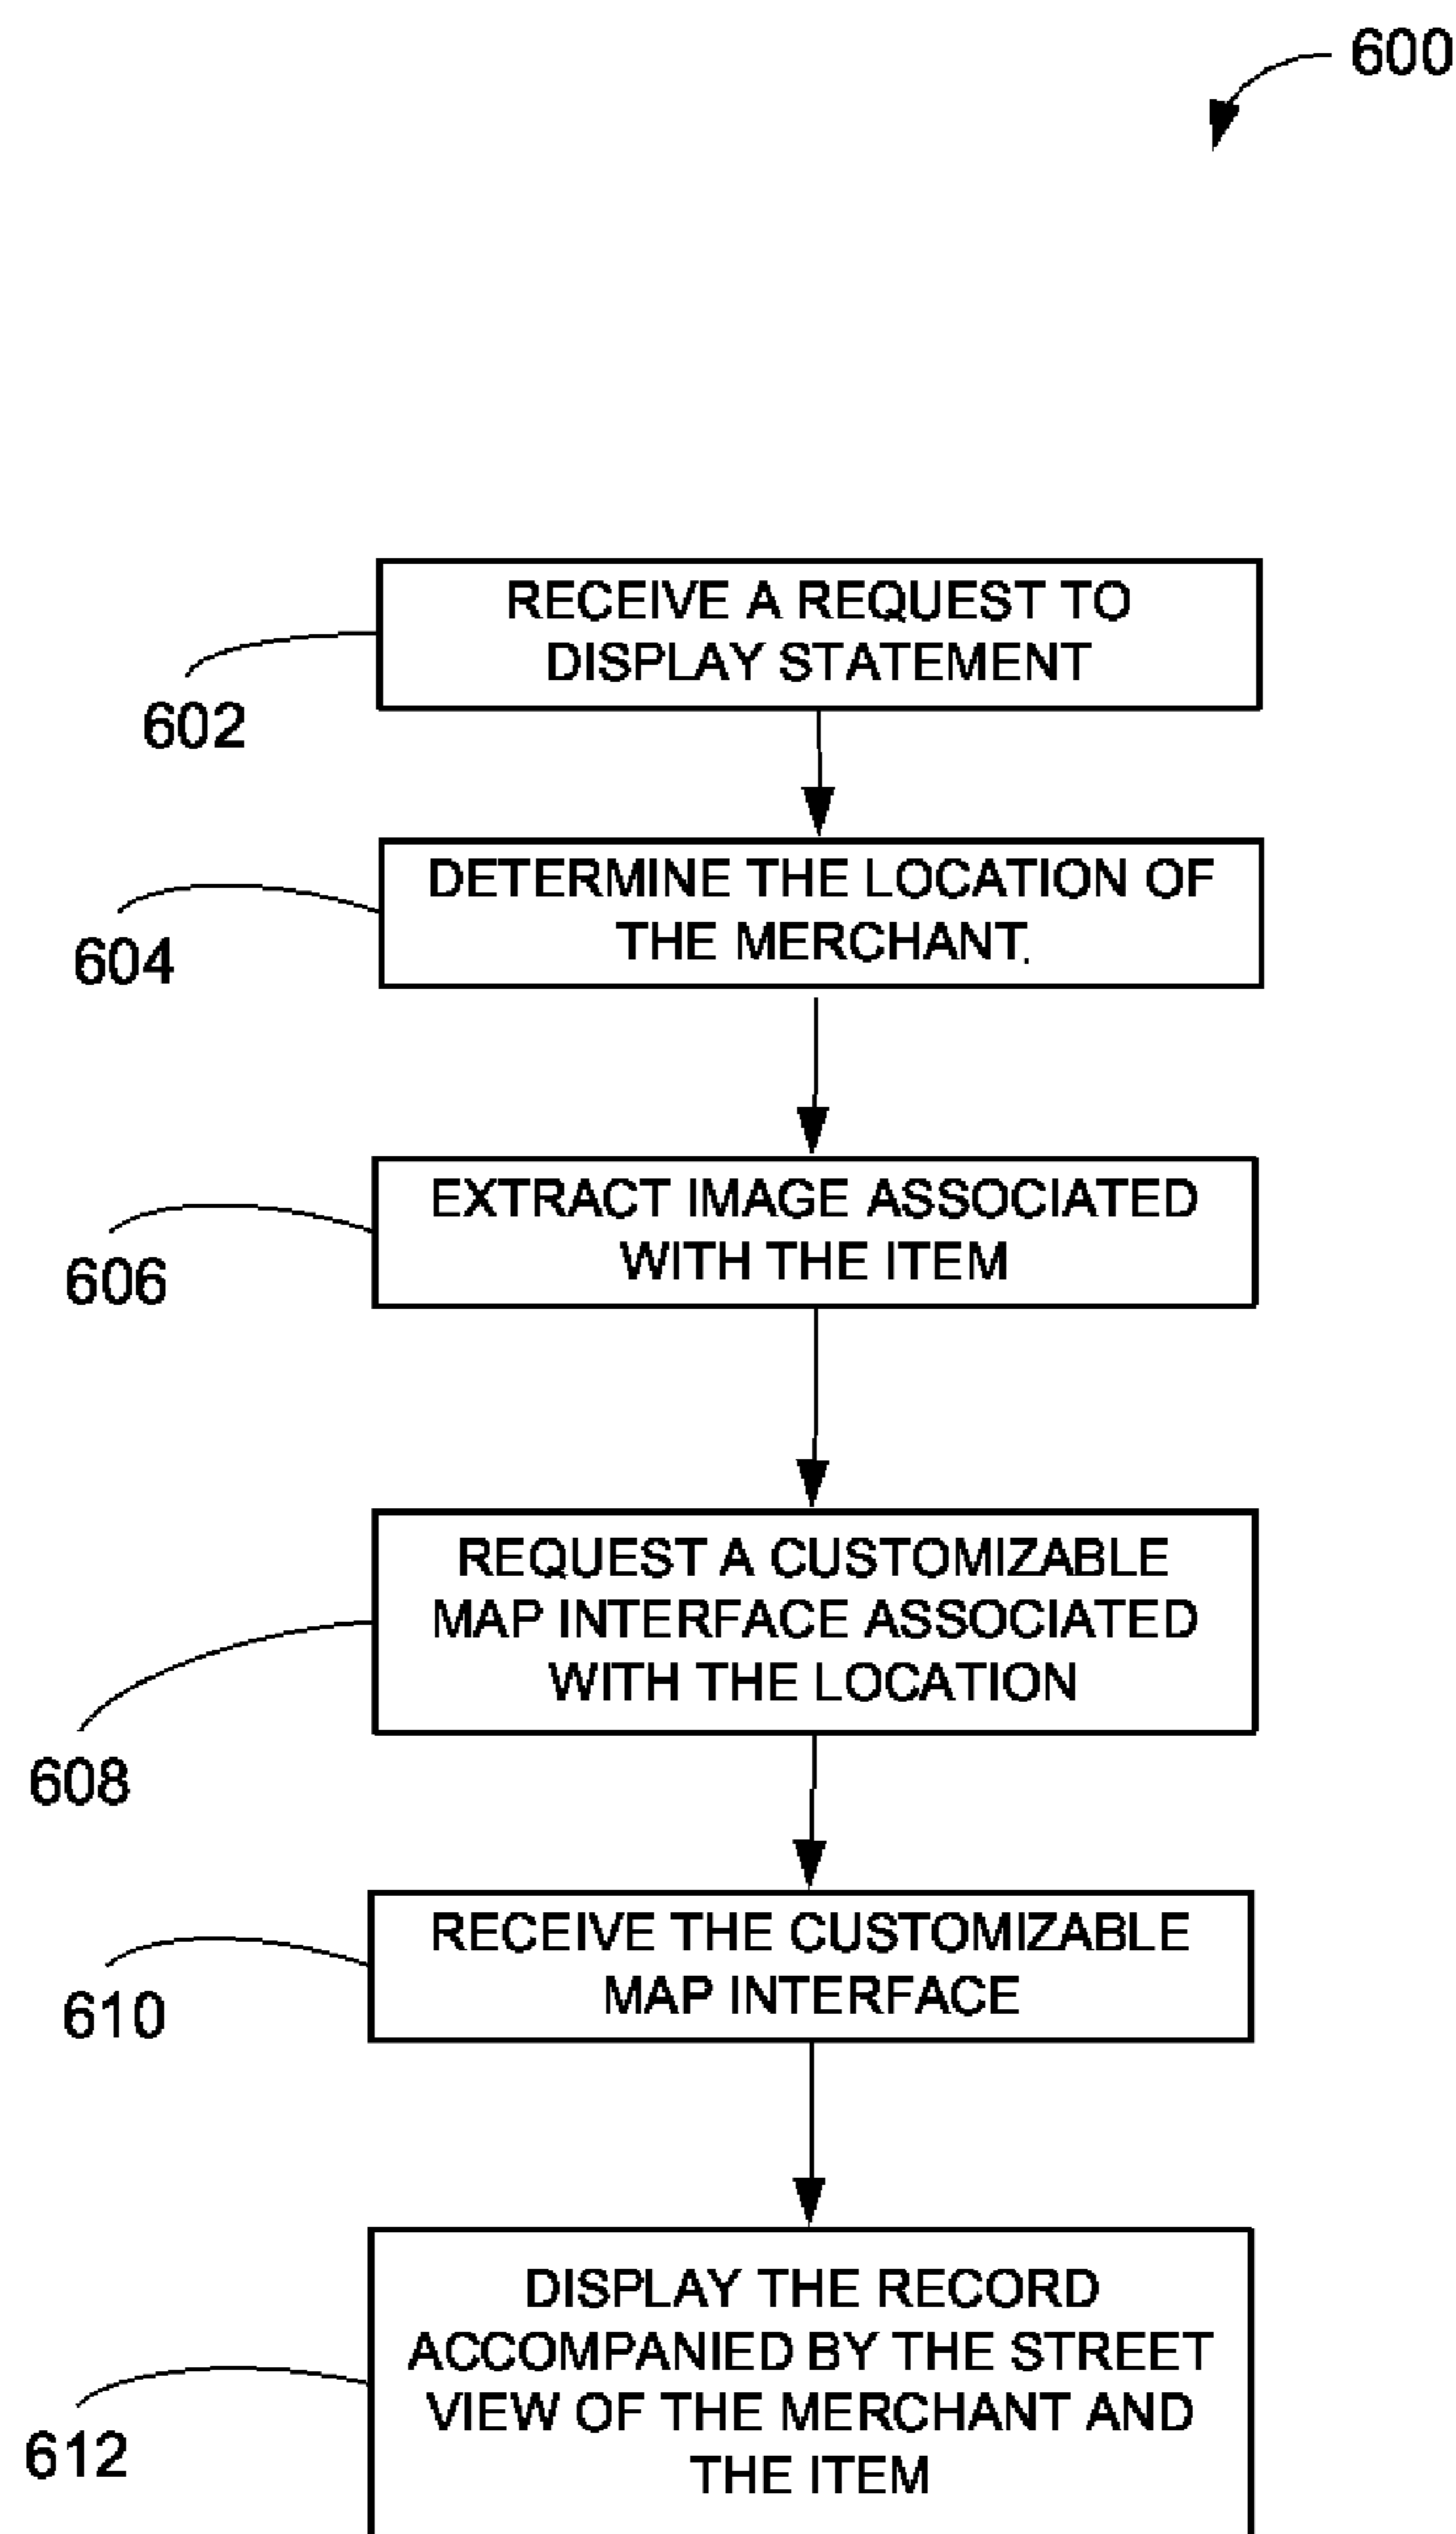 600
RECEIVE A REQUEST TO
DISPLAY STATEMENT
602
DETERMINE THE LOCATION OF
THE MERCHANT.
604
EXTRACT IMAGE ASSOCIATED
WITH THE ITEM
606
REQUEST A CUSTOMIZABLE
MAP INTERFACE ASSOCIATED
WITH THE LOCATION
608
RECEIVE THE CUSTOMIZABLE
MAP INTERFACE
610
DISPLAY THE RECORD
ACCOMPANIED BY THE STREET
VIEW OF THE MERCHANT AND
THE ITEM
612